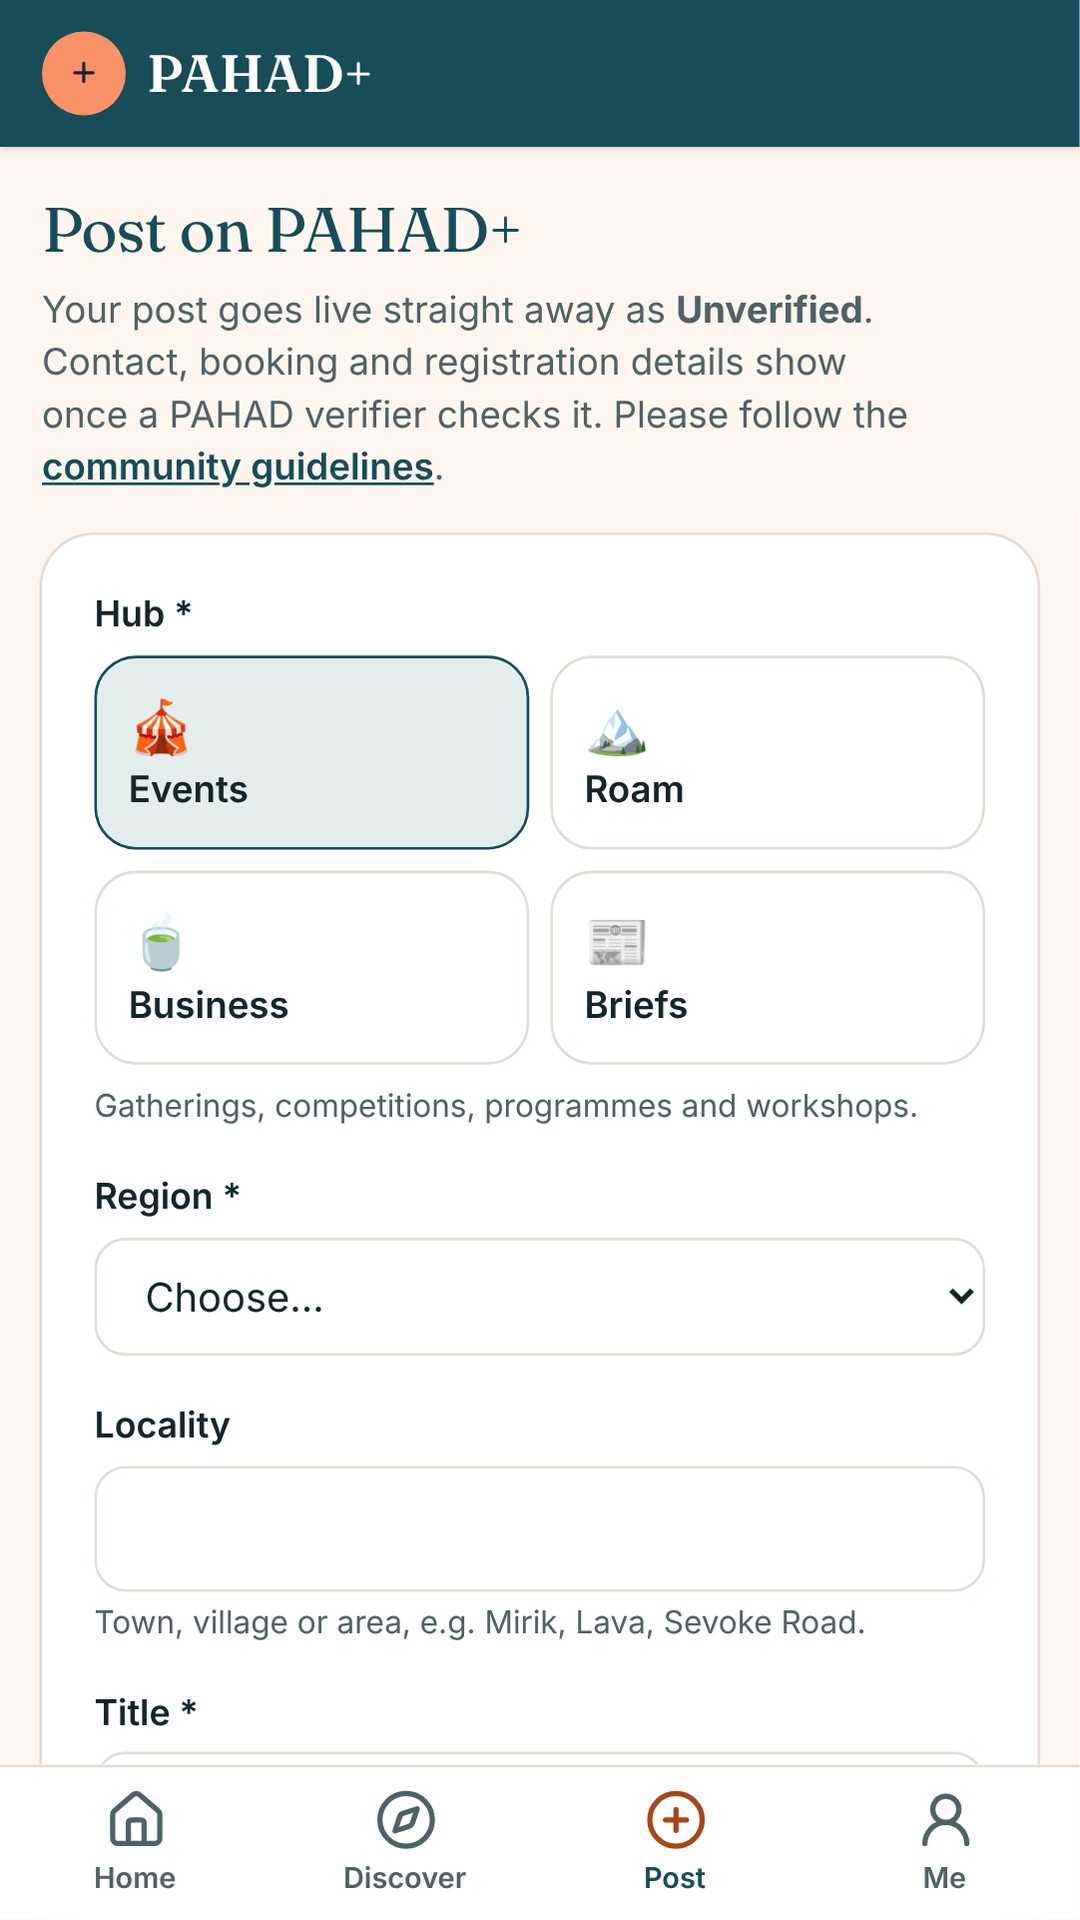 + PAHAD+
Post on PAHAD+
Your post goes live straight away as Unverified.
Contact, booking and registration details show
once a PAHAD verifier checks it. Please follow the
community guidelines.
Hub *
Events
Roam
Business
Briefs
Gatherings, competitions, programmes and workshops.
Region *
Choose...
Locality
Town, village or area, e.g. Mirik, Lava, Sevoke Road.
Title *
Home
Discover
Post
Me